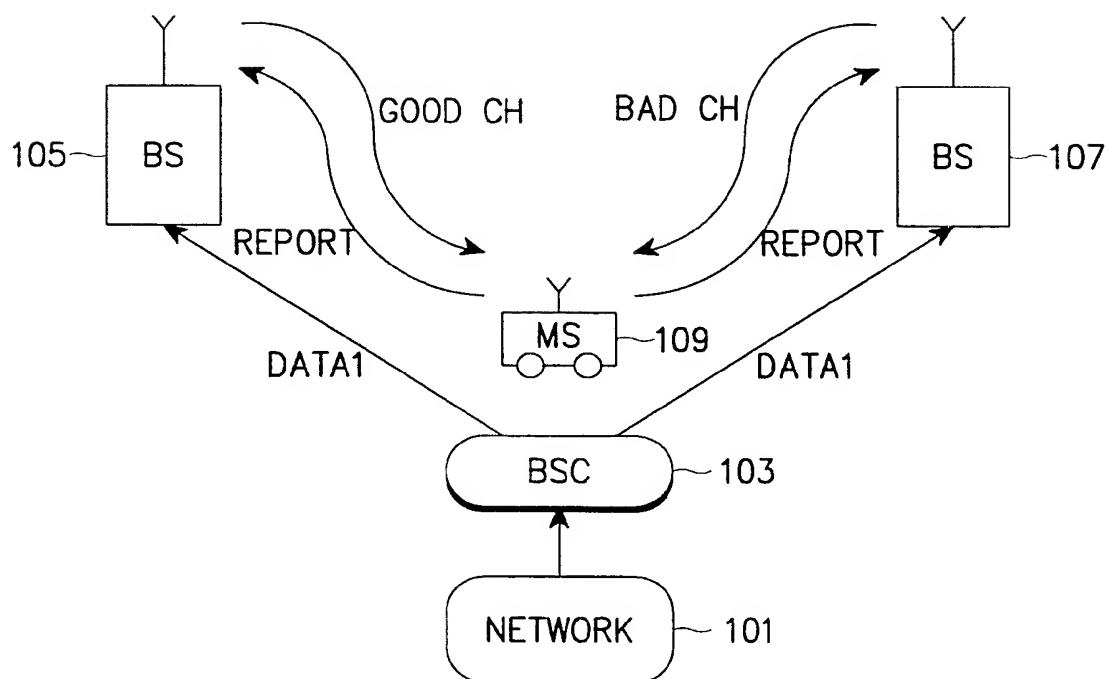 GOOD CH
BAD CH
105
BS
BS
107
REPORT
REPORT
MS
109
DATA1
DATA1
BSC
103
NETWORK
101